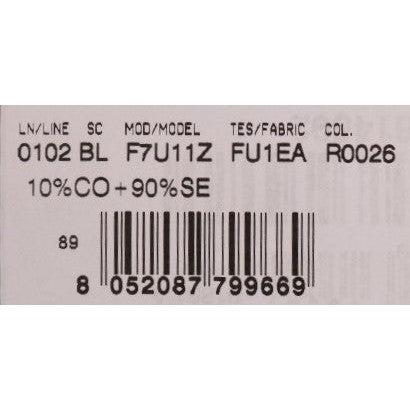 LN/LINE SC MOD/MODEL TES/FABRIC COL.
0102 BL F7U11Z FU1EA R0026
10%CO+90%SE
89
8 052087 799669